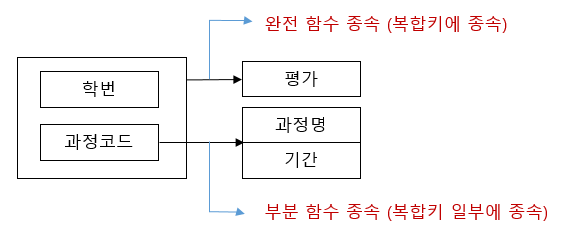 완전 함수 종속 (복합키에 종속)
학번
평가
과정코드
과정명
기간
부분 함수 종속 (복합키 일부에 종속)